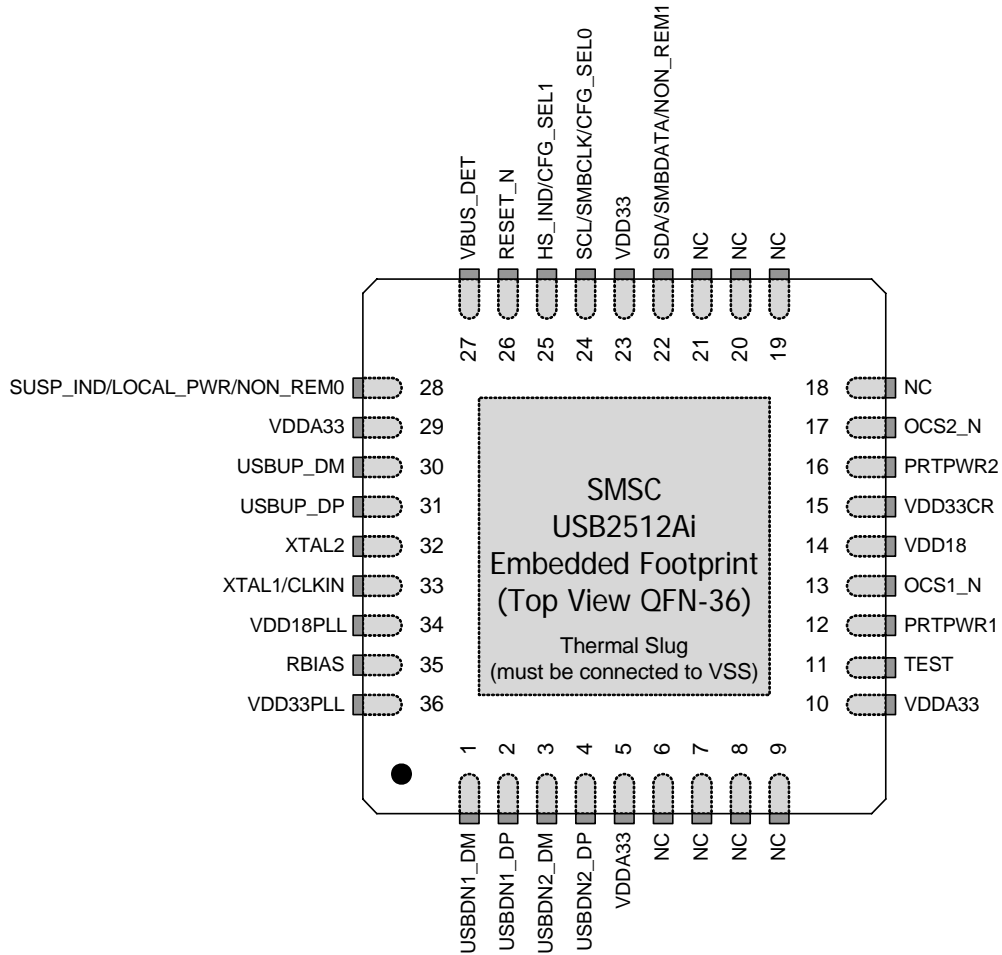 VBUS_DET
RESET_N
HS_IND/CFG_SEL1
SCL/SMBCLK/CFG_SEL0
VDD33
SDA/SMBDATA/NON_REM1
NC
NC
NC
27
26
25
24
23
22
21
20
19
SUSP_IND/LOCAL_PWR/NON_REM0 28
VDDA33 29
USBUP_DM 30
USBUP_DP 31
XTAL2 32
XTAL1/CLKIN 33
VDD18PLL 34
RBIAS 35
VDD33PLL 36
SMSC
USB2512Ai
Embedded Footprint
(Top View QFN-36)
Thermal Slug
(must be connected to VSS)
18 NC
17 OCS2_N
16 PRTPWR2
15 VDD33CR
14 VDD18
13 OCS1_N
12 PRTPWR1
11 TEST
10 VDDA33
1
2
3
4
5
6
7
8
9
USBDN1_DM
USBDN1_DP
USBDN2_DM
USBDN2_DP
VDDA33
NC
NC
NC
NC